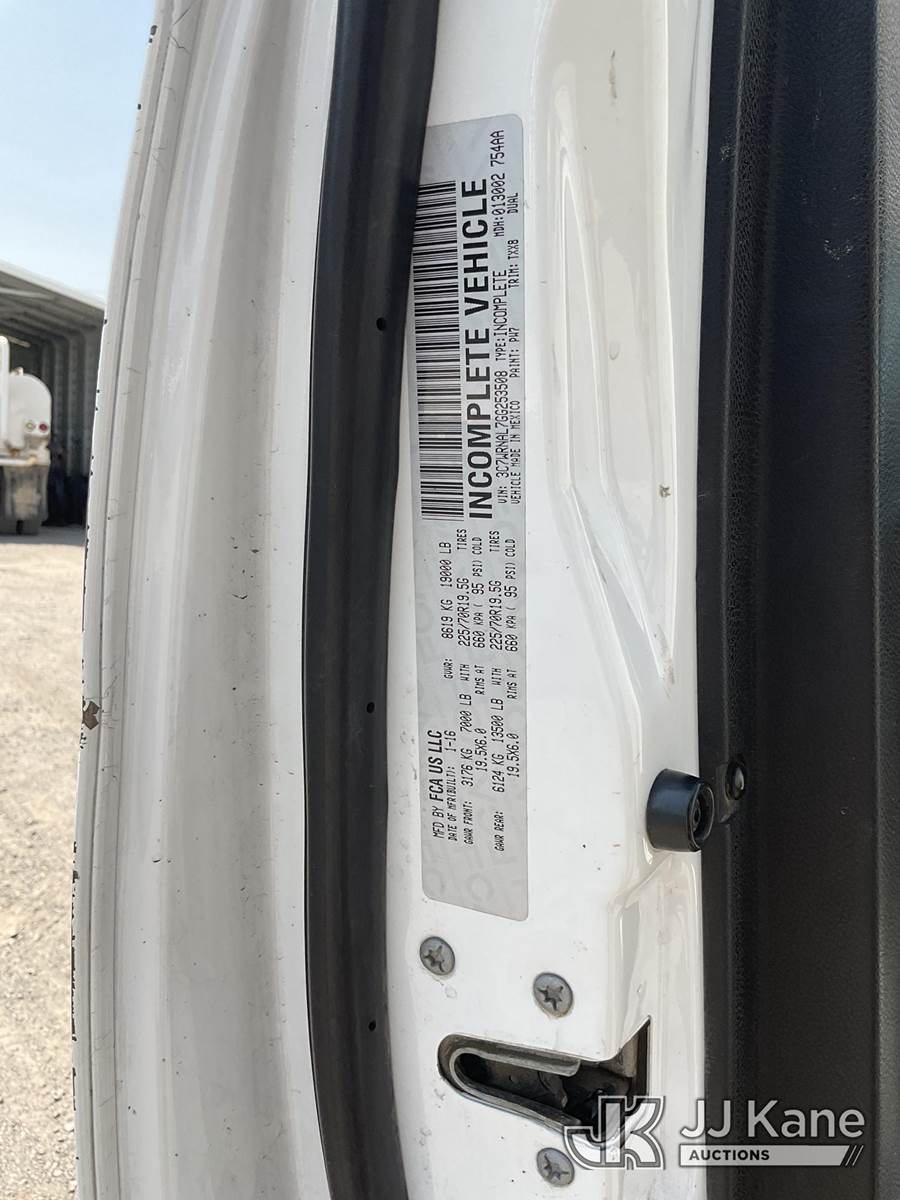 MFD BY FCA US LLC
DATE OF MFR(BUILT): 1-16 GVWR: 8619 KG 19000 LB
GAWR FRONT: 3176 KG 7000 LB WITH 225/70R19.5G TIRES
19.5X6.0 RIMS AT 660 KPA ( 95 PSI) COLD
GAWR REAR: 6124 KG 13500 LB WITH 225/70R19.5G TIRES
19.5X6.0 RIMS AT 660 KPA ( 95 PSI) COLD
INCOMPLETE VEHICLE
VIN: 3C7WRNAL7GG253508 TYPE:INCOMPLETE MDH:013002 754AA
VEHICLE MADE IN MEXICO PAINT: PW7 TRIM: TXX8 DUAL
JK JJ Kane
AUCTIONS